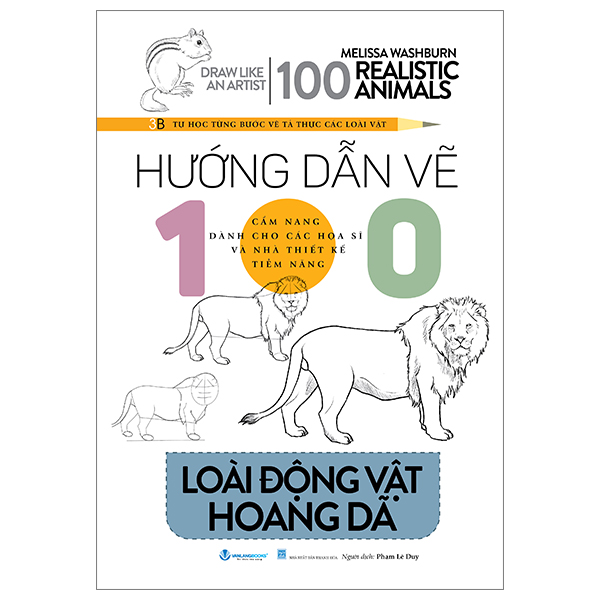 DRAW LIKE
AN ARTIST
100
MELISSA WASHBURN
REALISTIC
ANIMALS
3B TỰ HỌC TỪNG BƯỚC VẼ TẢ THỰC CÁC LOÀI VẬT
HƯỚNG DẪN VẼ
100
CẨM NANG
DÀNH CHO CÁC HỌA SĨ
VÀ NHÀ THIẾT KẾ
TIỀM NĂNG
LOÀI ĐỘNG VẬT
HOANG DÃ
VANLANGBOOKS
Người dịch: Phạm Lê Duy